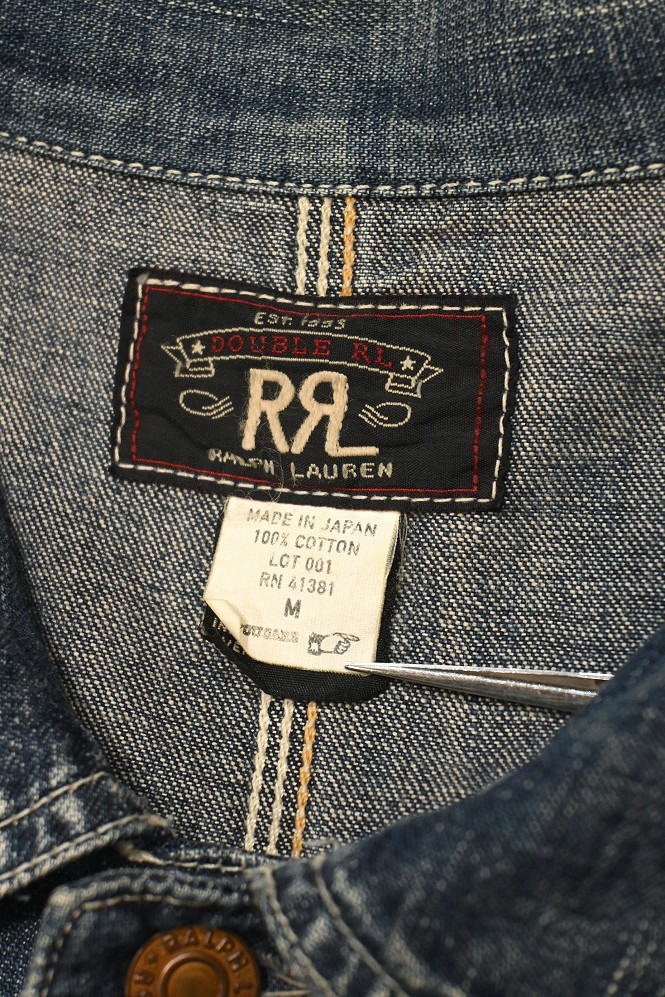 EST. 1993
DOUBLE RL
RRL
RALPH LAUREN
MADE IN JAPAN
100% COTTON
LOT 001
RN 41381
M
RALPH L